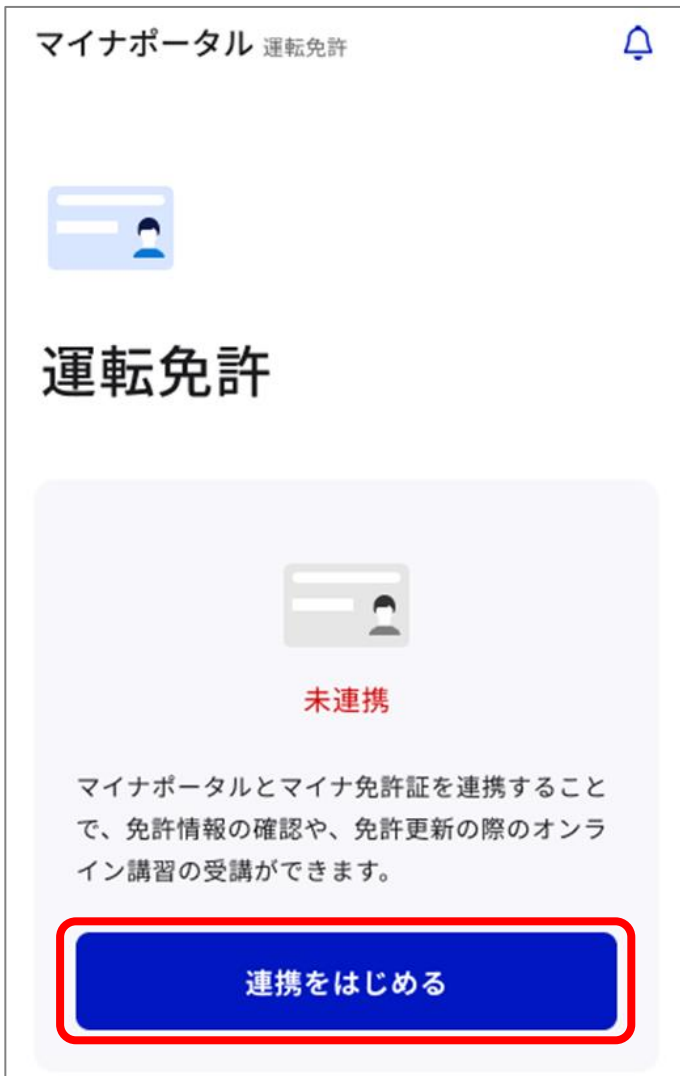 マイナポータル 運転免許
運転免許
未連携
マイナポータルとマイナ免許証を連携すること
で、免許情報の確認や、免許更新の際のオンラ
イン講習の受講ができます。
連携をはじめる